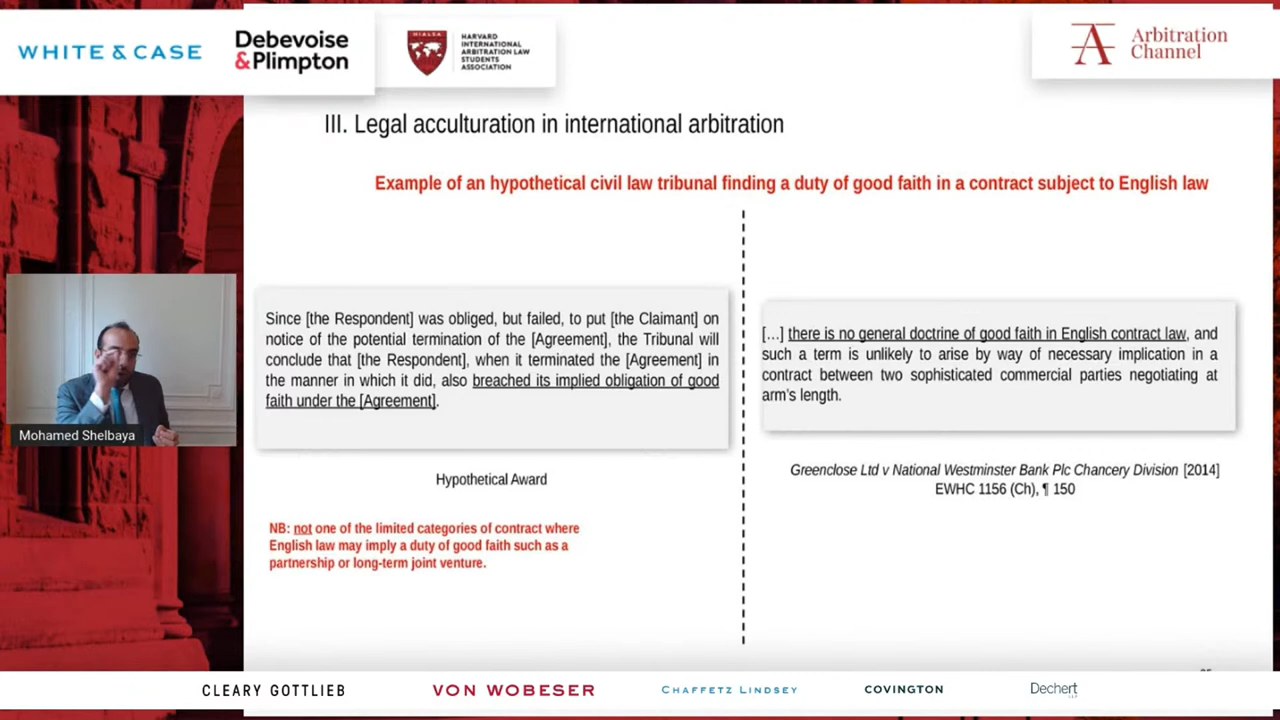 WHITE & CASE
Debevoise
&Plimpton
HIALSA
HARVARD
INTERNATIONAL
ARBITRATION LAW
STUDENTS
ASSOCIATION
Arbitration
Channel
III. Legal acculturation in international arbitration
Example of an hypothetical civil law tribunal finding a duty of good faith in a contract subject to English law
Since [the Respondent] was obliged, but failed, to put [the Claimant] on
notice of the potential termination of the [Agreement], the Tribunal will
conclude that [the Respondent], when it terminated the [Agreement] in
the manner in which it did, also breached its implied obligation of good
faith under the [Agreement].
Hypothetical Award
NB: not one of the limited categories of contract where
English law may imply a duty of good faith such as a
partnership or long-term joint venture.
[…] there is no general doctrine of good faith in English contract law, and
such a term is unlikely to arise by way of necessary implication in a
contract between two sophisticated commercial parties negotiating at
arm's length.
Greenclose Ltd v National Westminster Bank Plc Chancery Division [2014]
EWHC 1156 (Ch), ¶ 150
Mohamed Shelbaya
CLEARY GOTTLIEB
VON WOBESER
CHAFFETZ LINDSEY
COVINGTON
Dechert